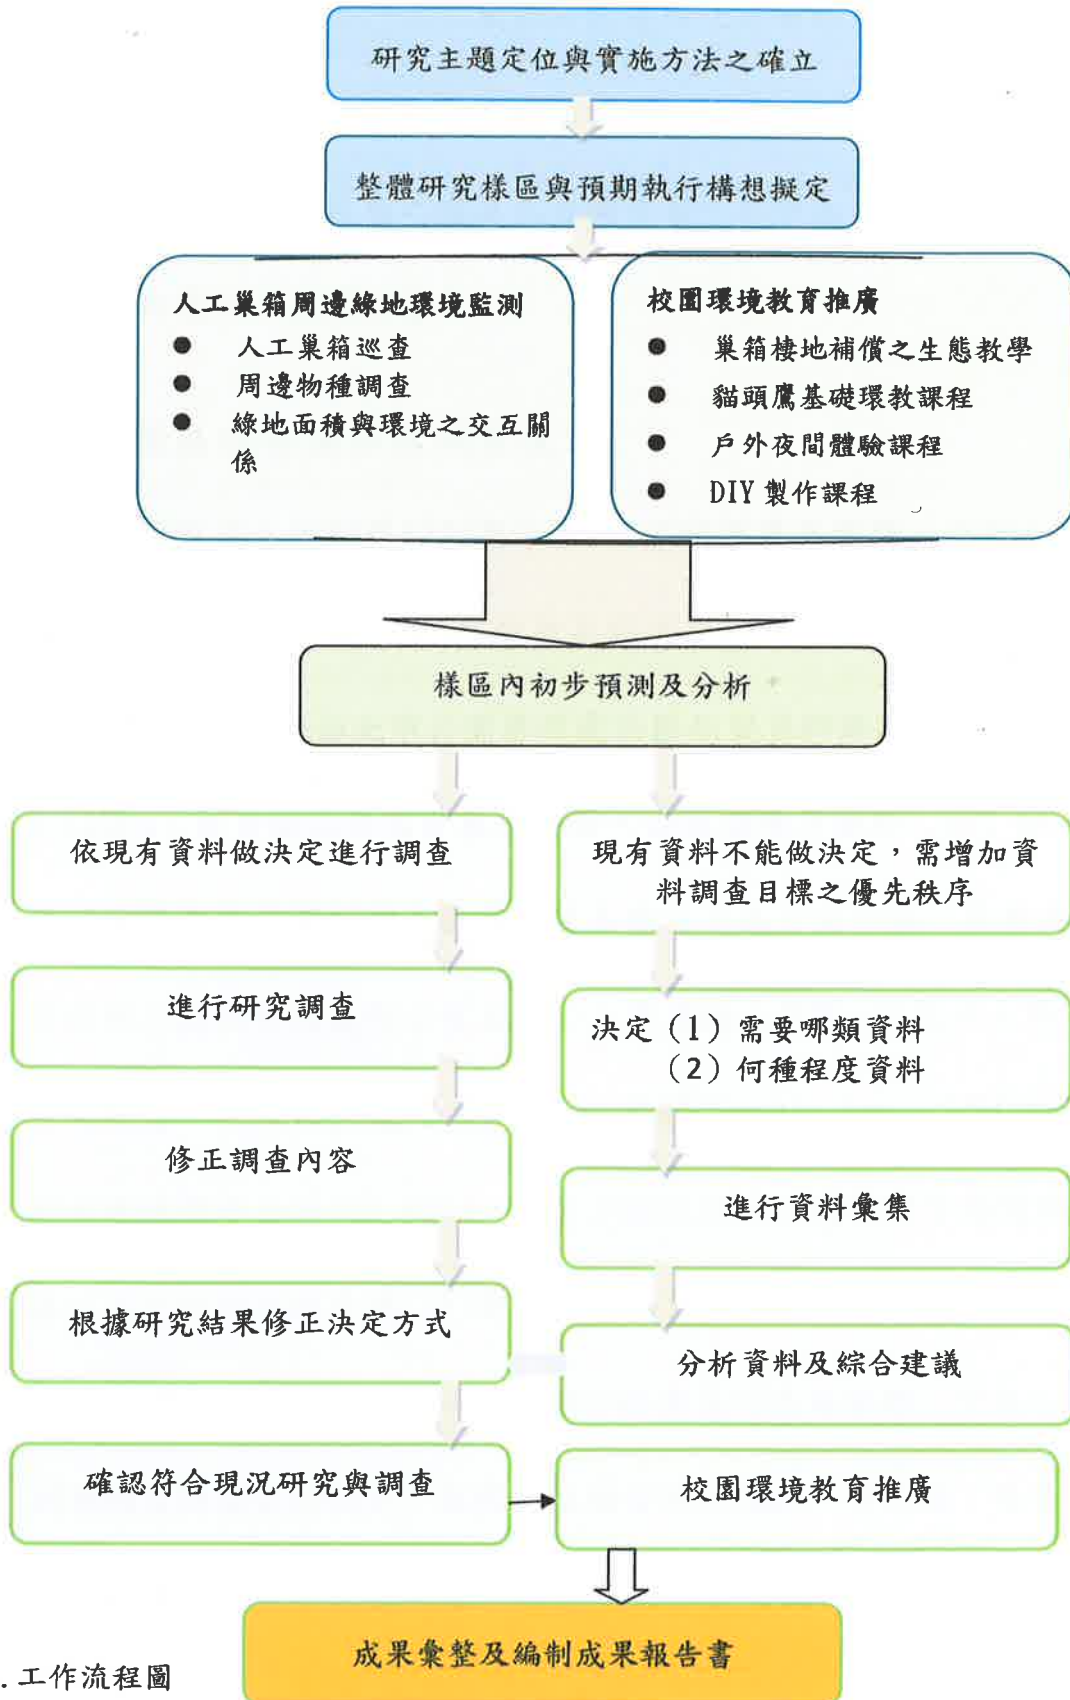 研究主題定位與實施方法之確立
整體研究樣區與預期執行構想擬定
人工巢箱周邊綠地環境監測
● 人工巢箱巡查
● 周邊物種調查
● 綠地面積與環境之交互關
係
校園環境教育推廣
● 巢箱棲地補償之生態教學
● 貓頭鷹基礎環教課程
● 戶外夜間體驗課程
● DIY 製作課程
樣區內初步預測及分析
依現有資料做決定進行調查
進行研究調查
修正調查內容
根據研究結果修正決定方式
確認符合現況研究與調查
現有資料不能做決定，需增加資
料調查目標之優先秩序
決定（1）需要哪類資料
（2）何種程度資料
進行資料彙集
分析資料及綜合建議
校園環境教育推廣
成果彙整及編制成果報告書
. 工作流程圖